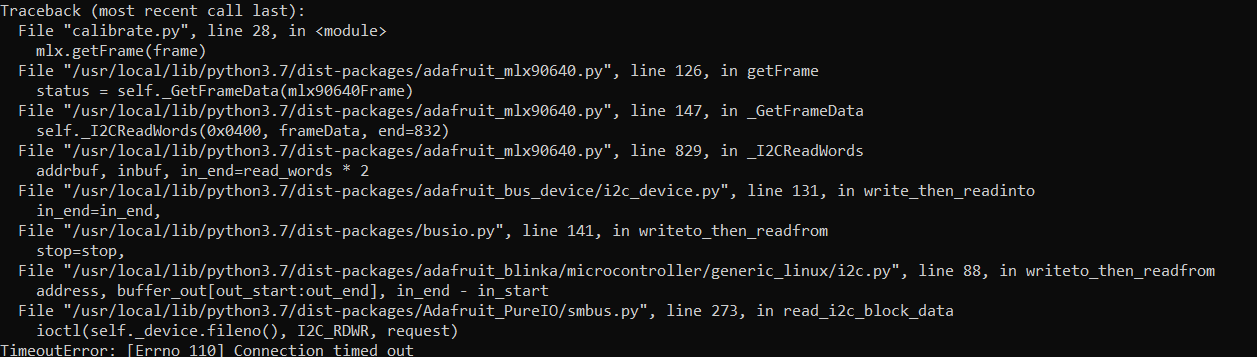 Traceback (most recent call last):
  File "calibrate.py", line 28, in <module>
    mlx.getFrame(frame)
  File "/usr/local/lib/python3.7/dist-packages/adafruit_mlx90640.py", line 126, in getFrame
    status = self._GetFrameData(mlx90640Frame)
  File "/usr/local/lib/python3.7/dist-packages/adafruit_mlx90640.py", line 147, in _GetFrameData
    self._I2CReadWords(0x0400, frameData, end=832)
  File "/usr/local/lib/python3.7/dist-packages/adafruit_mlx90640.py", line 829, in _I2CReadWords
    addrbuf, inbuf, in_end=read_words * 2
  File "/usr/local/lib/python3.7/dist-packages/adafruit_bus_device/i2c_device.py", line 131, in write_then_readinto
    in_end=in_end,
  File "/usr/local/lib/python3.7/dist-packages/busio.py", line 141, in writeto_then_readfrom
    stop=stop,
  File "/usr/local/lib/python3.7/dist-packages/adafruit_blinka/microcontroller/generic_linux/i2c.py", line 88, in writeto_then_readfrom
    address, buffer_out[out_start:out_end], in_end - in_start
  File "/usr/local/lib/python3.7/dist-packages/Adafruit_PureIO/smbus.py", line 273, in read_i2c_block_data
    ioctl(self._device.fileno(), I2C_RDWR, request)
TimeoutError: [Errno 110] Connection timed out